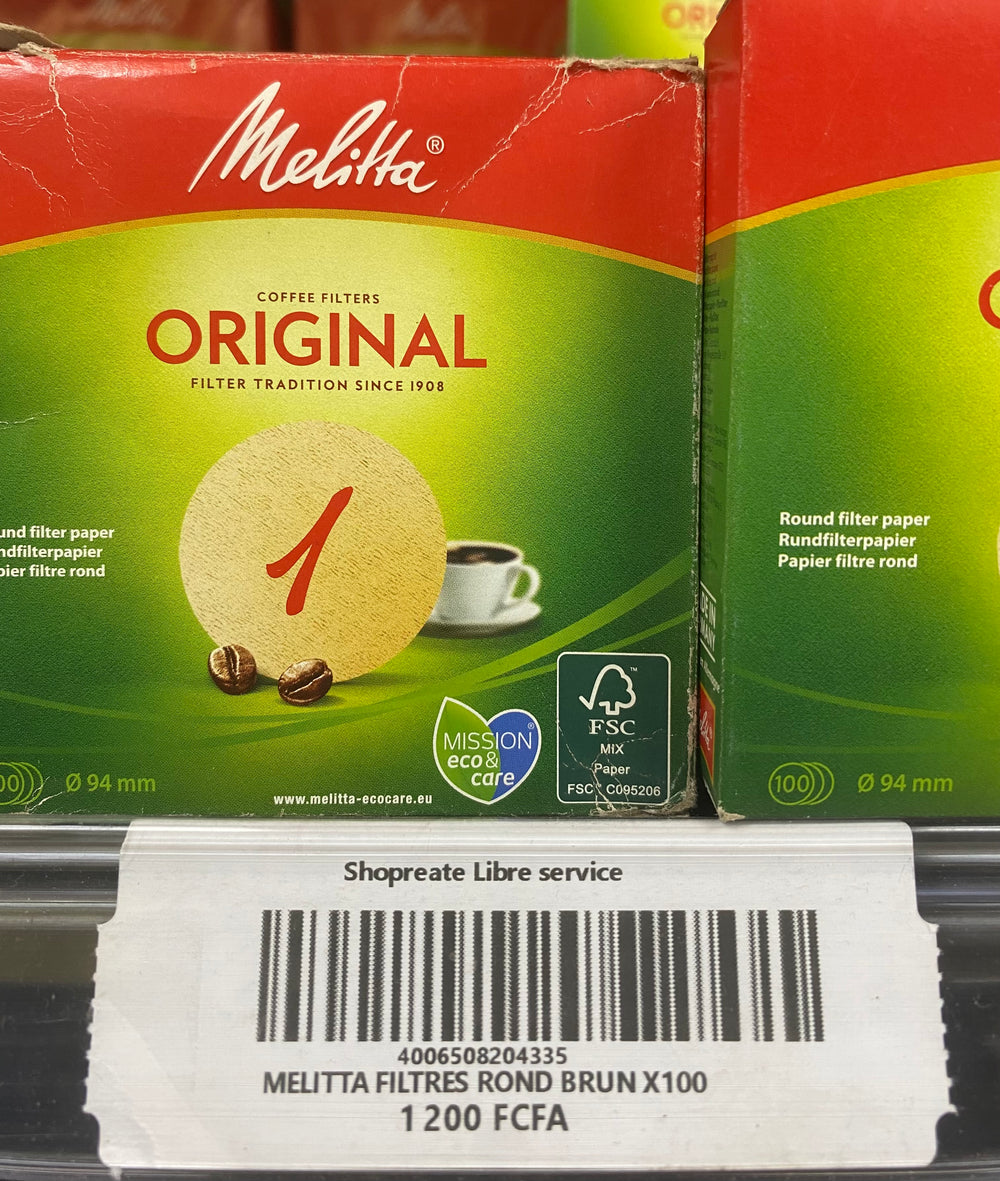 Melitta®
COFFEE FILTERS
ORIGINAL
FILTER TRADITION SINCE 1908
1
und filter paper
ndfilterpapier
pier filtre rond
MISSION®
eco&
care
FSC™
MIX
Paper
FSC® C095206
00
Ø 94 mm
www.melitta-ecocare.eu
Round filter paper
Rundfilterpapier
Papier filtre rond
100
Ø 94 mm
Shopreate Libre service
4006508204335
MELITTA FILTRES ROND BRUN X100
1 200 FCFA